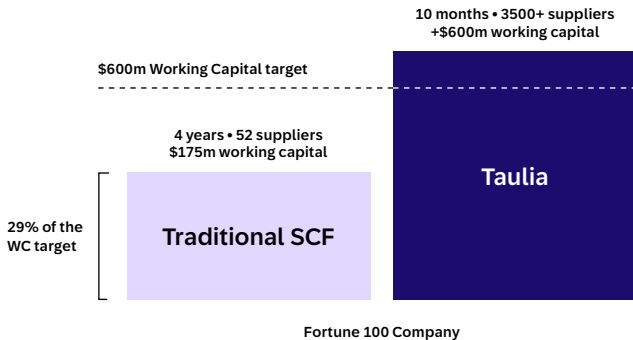 10 months • 3500+ suppliers
+$600m working capital
$600m Working Capital target
4 years • 52 suppliers
$175m working capital
Taulia
29% of the
WC target
Traditional SCF
Fortune 100 Company